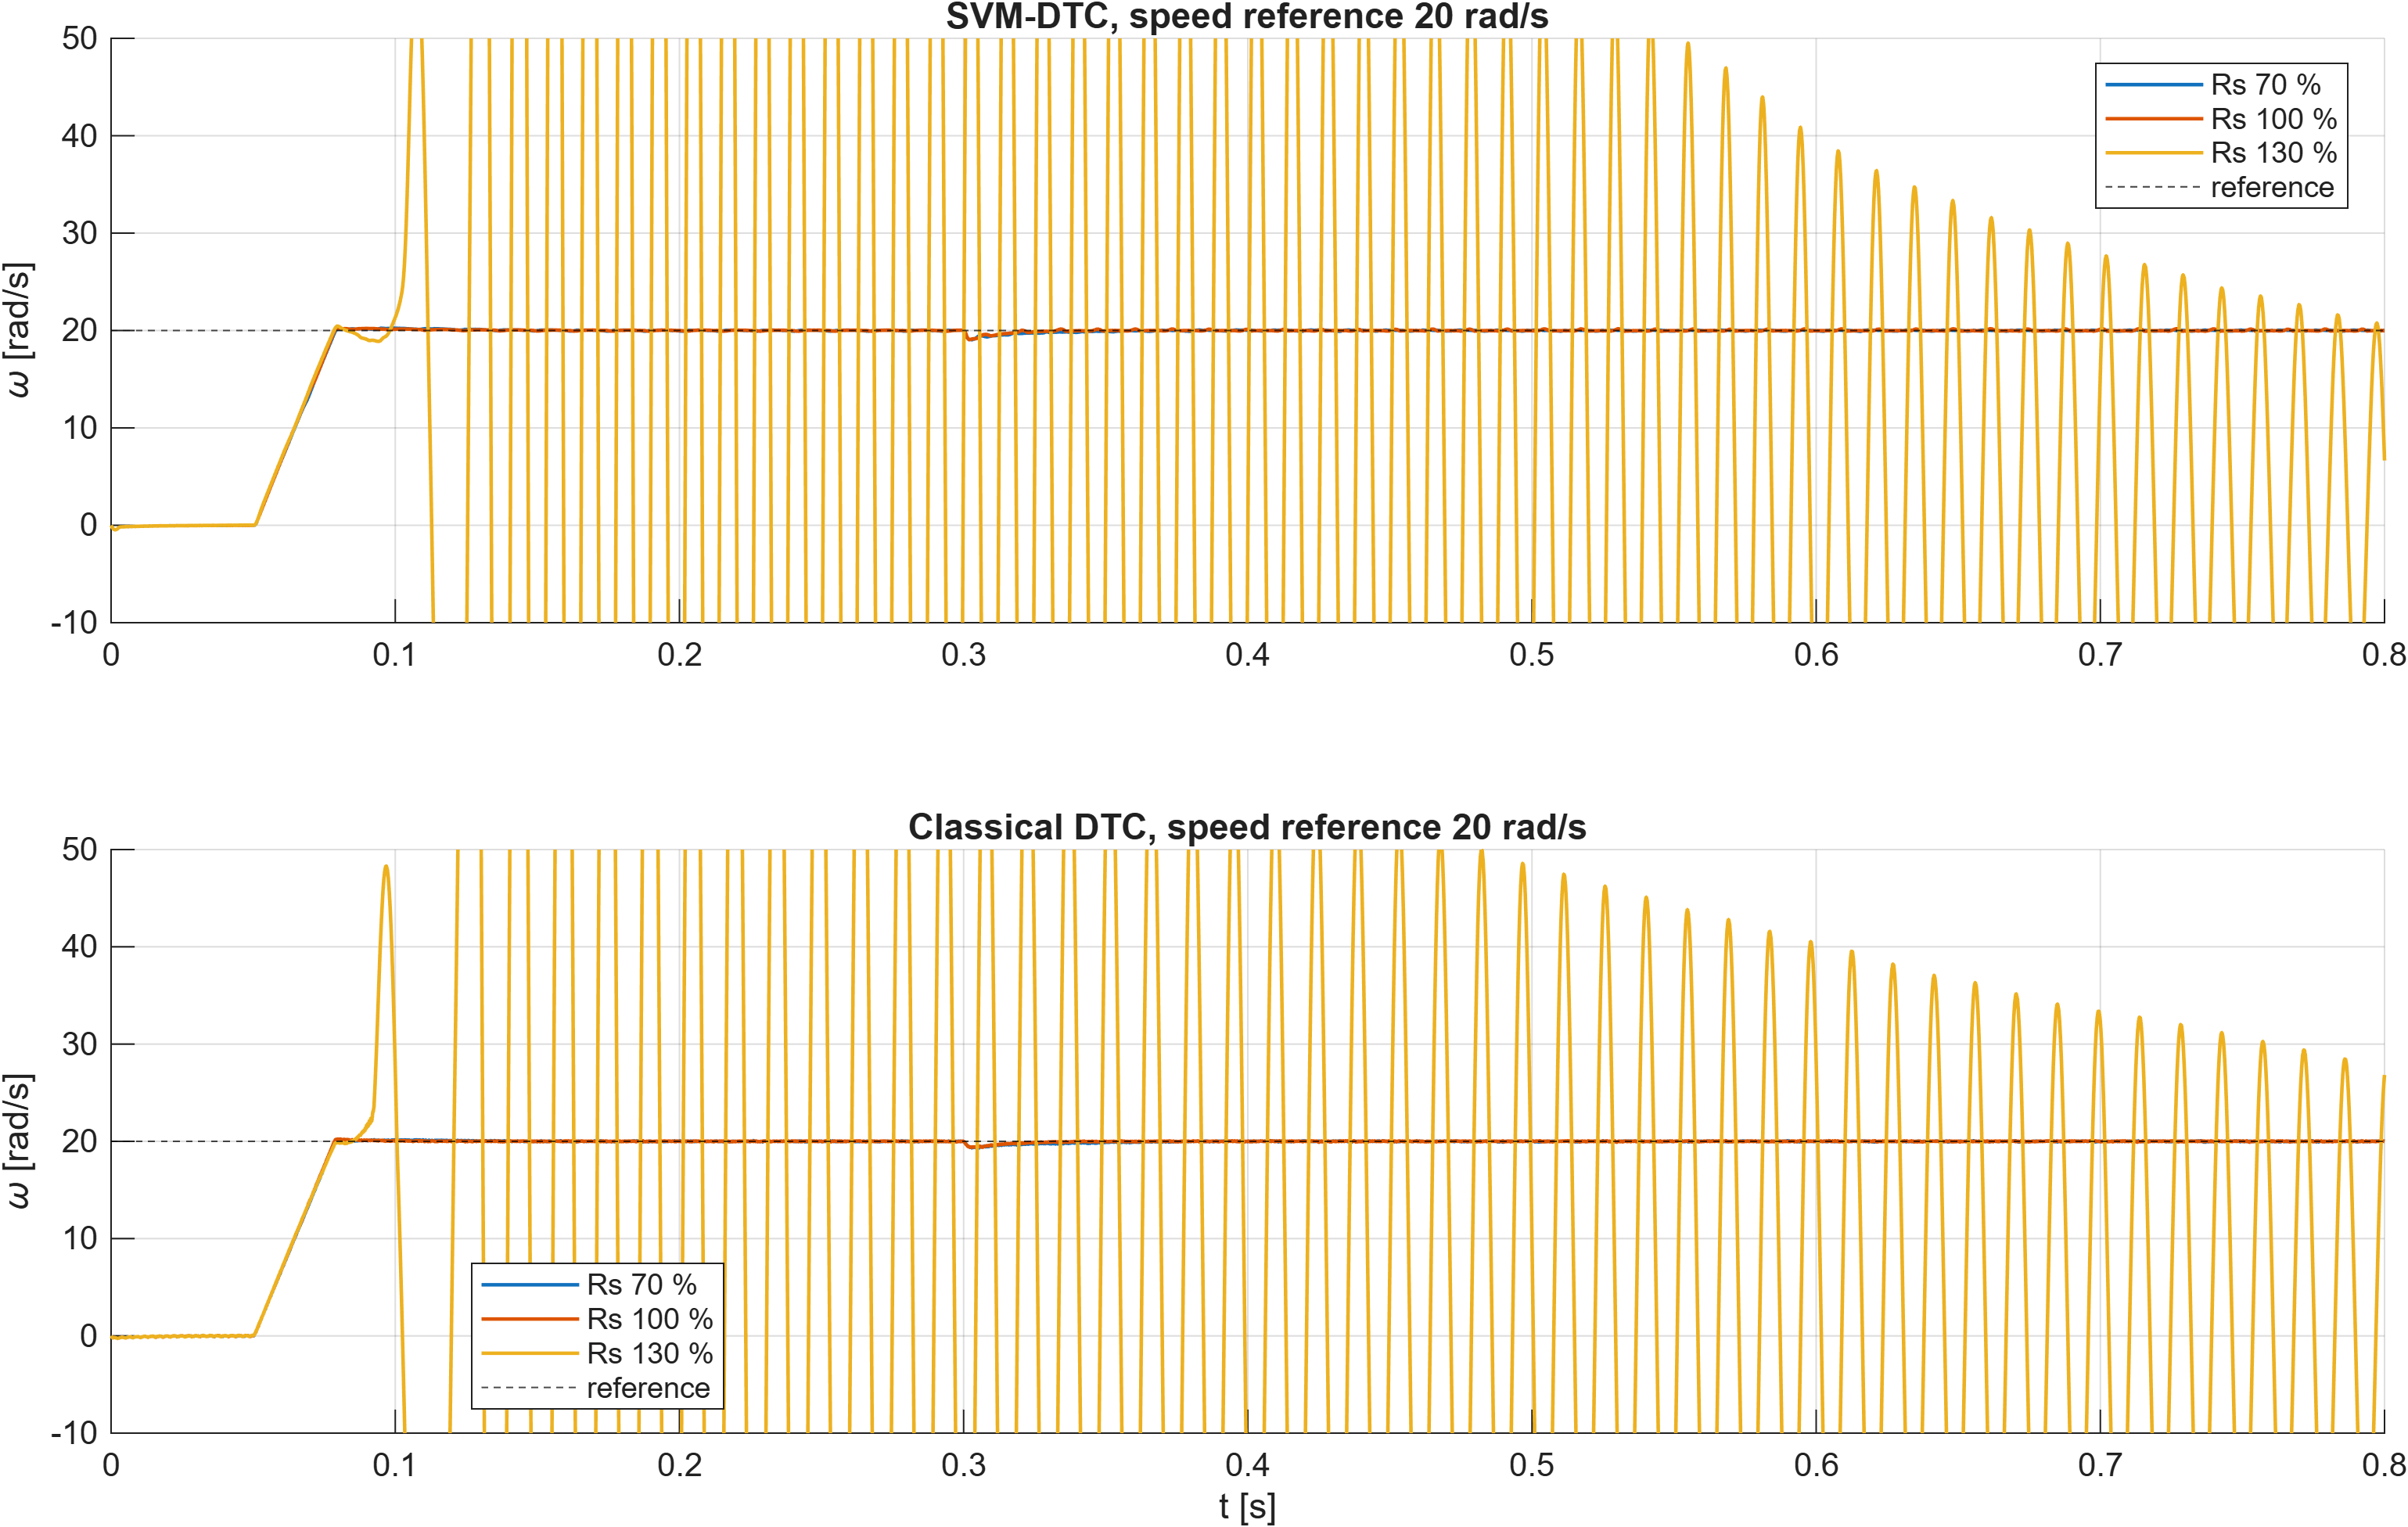 SVM-DTC, speed reference 20 rad/s
50
40
30
20
10
0
-10
ω [rad/s]
Rs 70 %
Rs 100 %
Rs 130 %
reference
0 0.1 0.2 0.3 0.4 0.5 0.6 0.7 0.8
Classical DTC, speed reference 20 rad/s
50
40
30
20
10
0
-10
ω [rad/s]
Rs 70 %
Rs 100 %
Rs 130 %
reference
0 0.1 0.2 0.3 0.4 0.5 0.6 0.7 0.8
t [s]